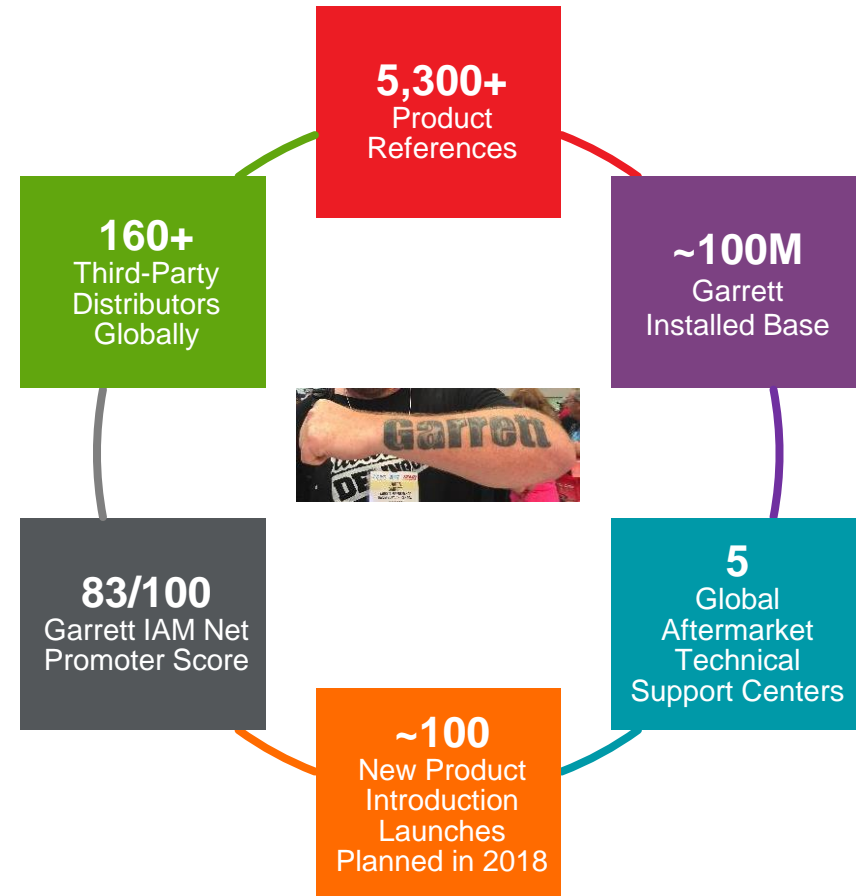 5,300+
Product
References
160+
Third-Party
Distributors
Globally
~100M
Garrett
Installed Base
Garrett
83/100
Garrett IAM Net
Promoter Score
5
Global
Aftermarket
Technical
Support Centers
~100
New Product
Introduction
Launches
Planned in 2018